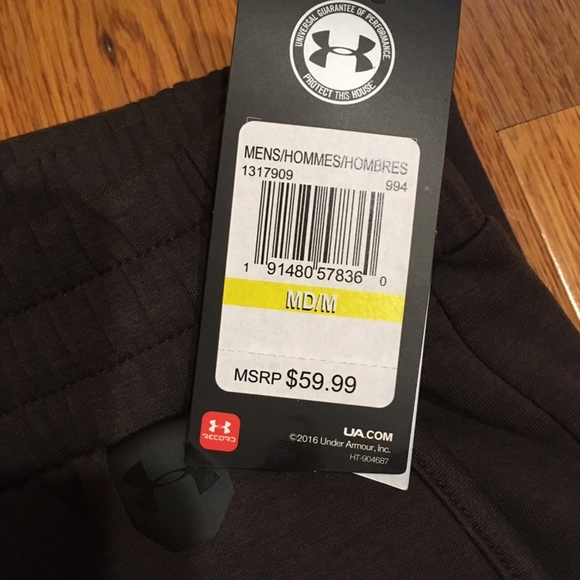 UNIVERSAL GUARANTEE OF PERFORMANCE
PROTECT THIS HOUSE
MENS/HOMMES/HOMBRES
1317909 994
1 91480 57836 0
MD/M
MSRP $59.99
RECORD
UA.COM
©2016 Under Armour, Inc.
HT-904687